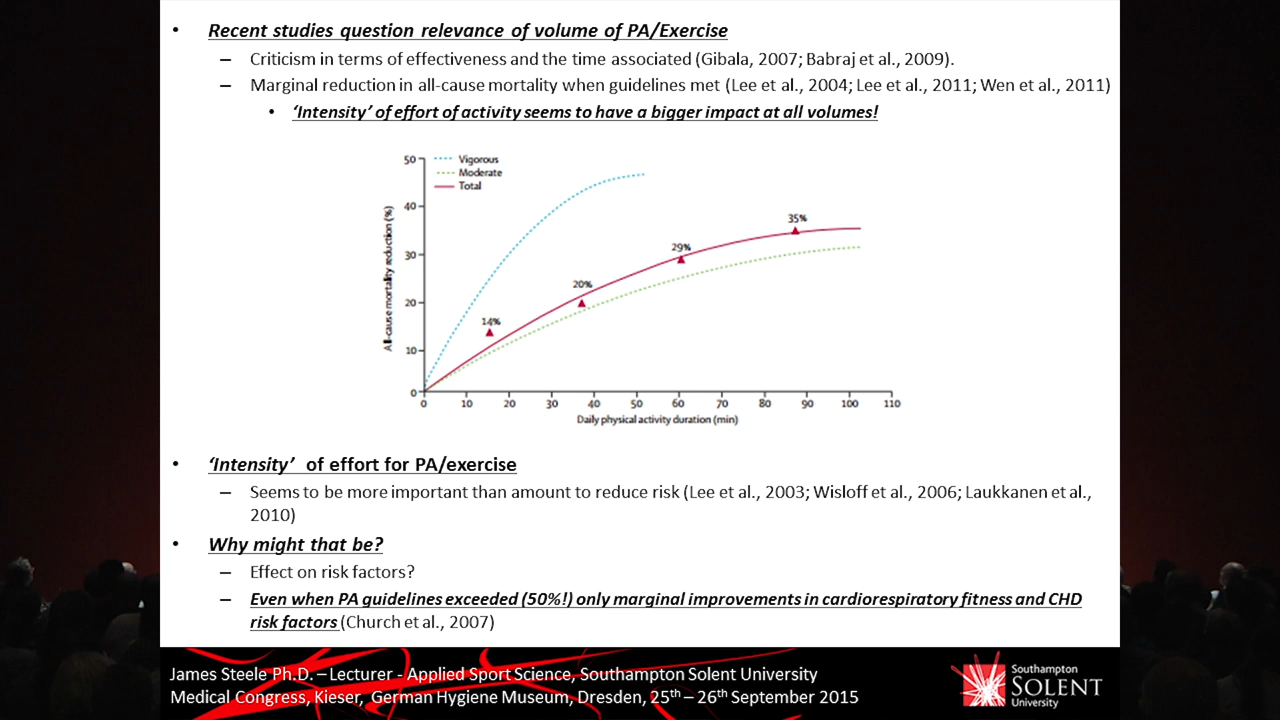 • Recent studies question relevance of volume of PA/Exercise
– Criticism in terms of effectiveness and the time associated (Gibala, 2007; Babraj et al., 2009).
– Marginal reduction in all-cause mortality when guidelines met (Lee et al., 2004; Lee et al., 2011; Wen et al., 2011)
• ‘Intensity’ of effort of activity seems to have a bigger impact at all volumes!
Vigorous
Moderate
Total
All-cause mortality reduction (%)
50
40
30
20
10
0
14%
20%
29%
35%
0 10 20 30 40 50 60 70 80 90 100 110
Daily physical activity duration (min)
• ‘Intensity’ of effort for PA/exercise
– Seems to be more important than amount to reduce risk (Lee et al., 2003; Wisloff et al., 2006; Laukkanen et al.,
2010)
• Why might that be?
– Effect on risk factors?
– Even when PA guidelines exceeded (50%!) only marginal improvements in cardiorespiratory fitness and CHD
risk factors (Church et al., 2007)
James Steele Ph.D. – Lecturer - Applied Sport Science, Southampton Solent University
Medical Congress, Kieser, German Hygiene Museum, Dresden, 25th – 26th September 2015
Southampton
SOLENT
University